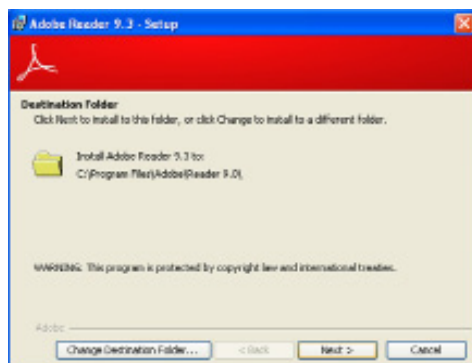 Adobe Reader 9.3 - Setup
Destination Folder
Click Next to install to this folder, or click Change to install to a different folder.
Install Adobe Reader 9.3 to:
C:\Program Files\Adobe\Reader 9.0\
WARNING: This program is protected by copyright law and international treaties.
Adobe
Change Destination Folder... < Back Next > Cancel